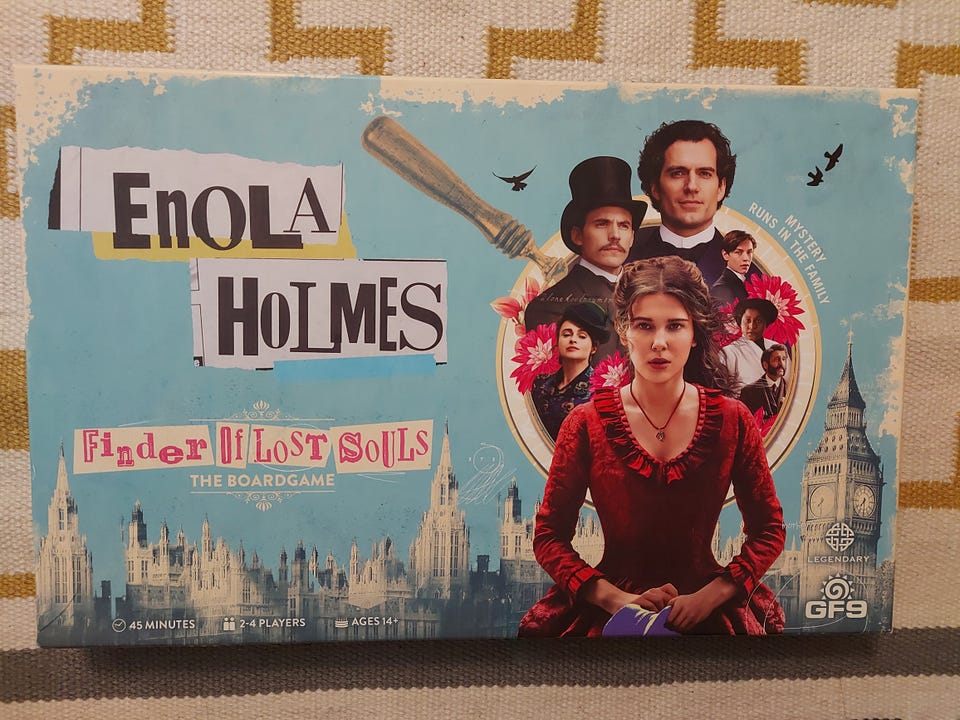 EnOLA
HOLMES
Finder Of LOST SOULS
THE BOARDGAME
MYSTERY
RUNS IN THE FAMILY
LEGENDARY
GF9
45 MINUTES
2-4 PLAYERS
AGES 14+